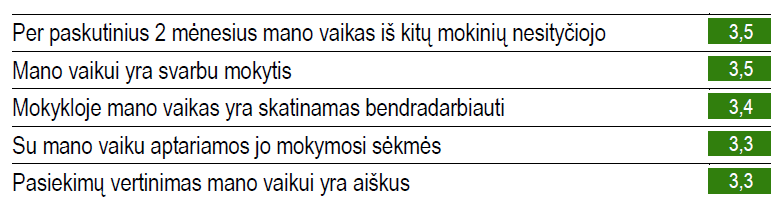 Per paskutinius 2 mėnesius mano vaikas iš kitų mokinių nesityčiojo 3,5
Mano vaikui yra svarbu mokytis 3,5
Mokykloje mano vaikas yra skatinamas bendradarbiauti 3,4
Su mano vaiku aptariamos jo mokymosi sėkmės 3,3
Pasiekimų vertinimas mano vaikui yra aiškus 3,3